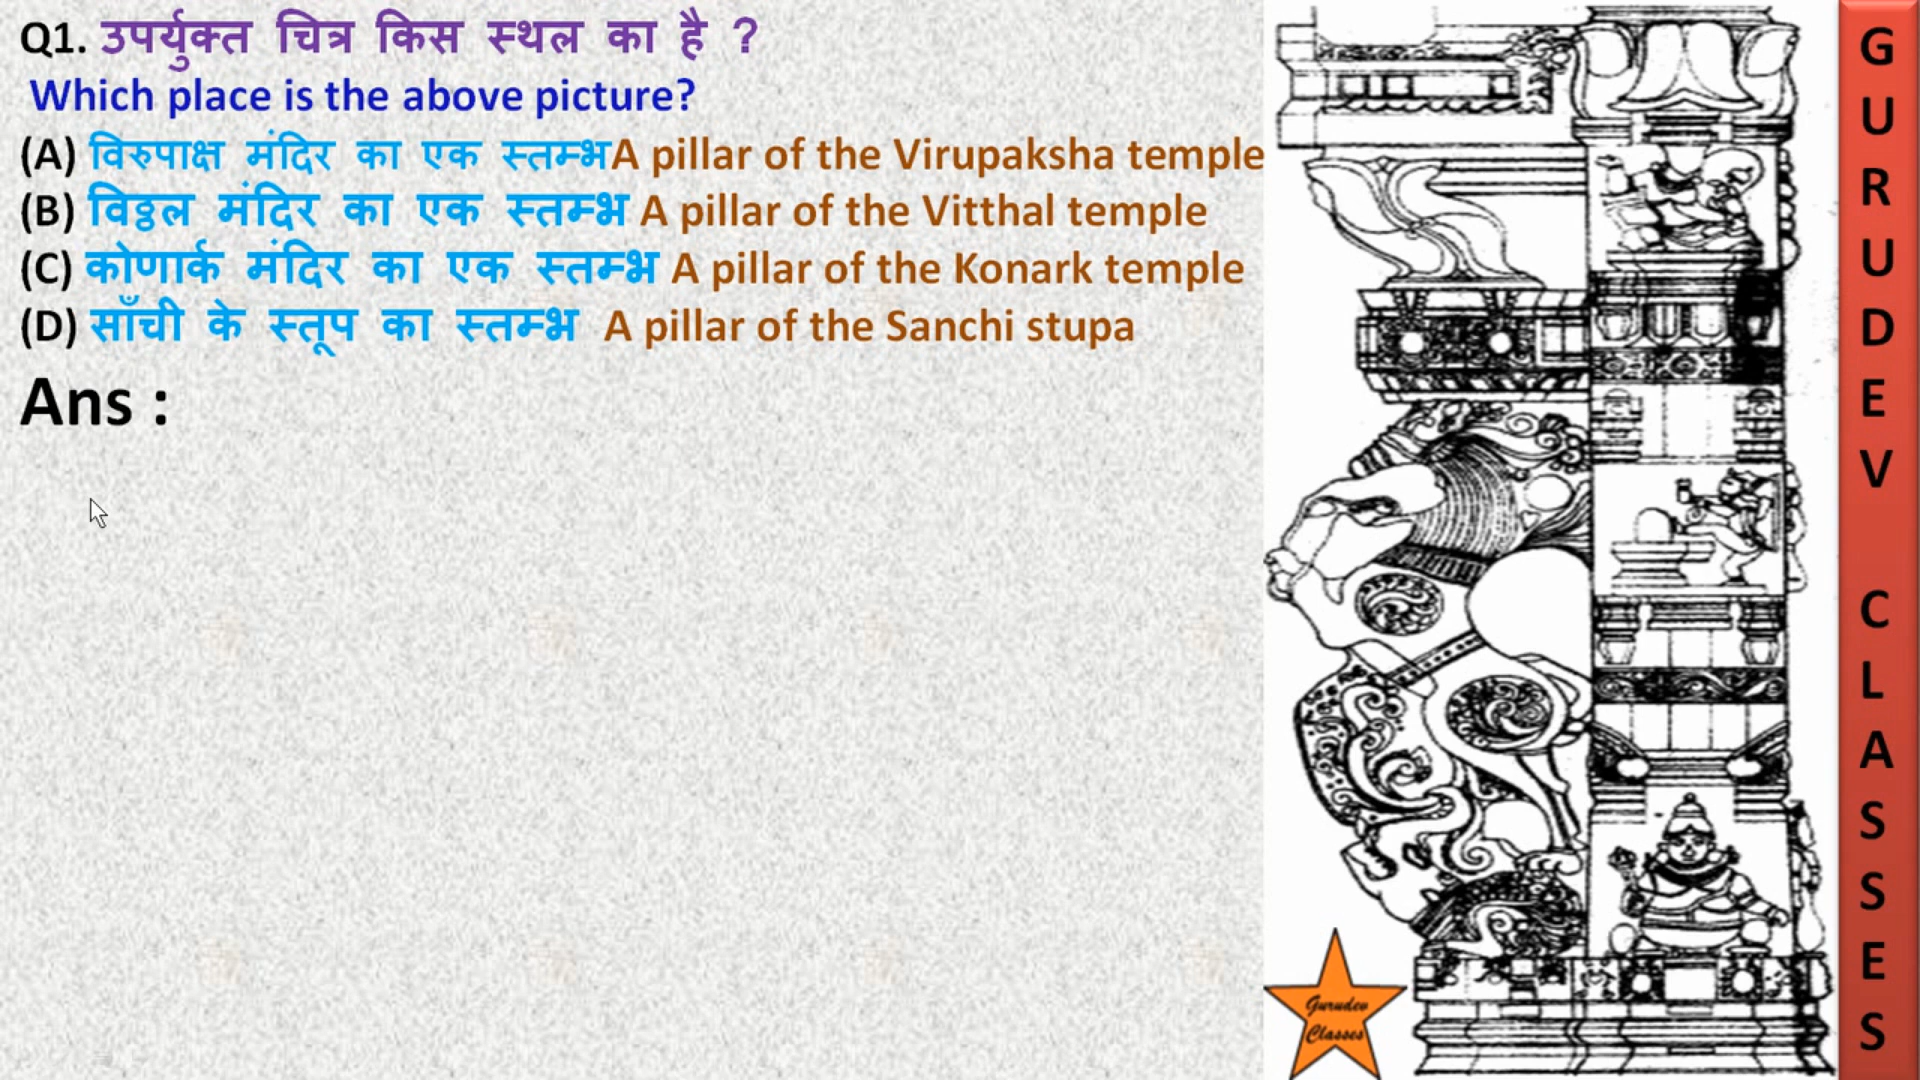 Q1. उपर्युक्त चित्र किस स्थल का है ?
Which place is the above picture?
(A) विरुपाक्ष मंदिर का एक स्तम्भ A pillar of the Virupaksha temple
(B) विठ्ठल मंदिर का एक स्तम्भ A pillar of the Vitthal temple
(C) कोणार्क मंदिर का एक स्तम्भ A pillar of the Konark temple
(D) साँची के स्तूप का स्तम्भ A pillar of the Sanchi stupa
Ans :
GURUDEV CLASSES
Gurudev
Classes